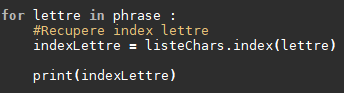 for lettre in phrase :
#Recupere index lettre
indexLettre = listeChars.index(lettre)
print(indexLettre)